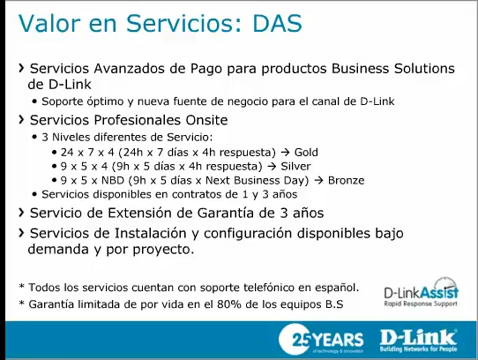 Valor en Servicios: DAS
› Servicios Avanzados de Pago para productos Business Solutions
de D-Link
• Soporte óptimo y nueva fuente de negocio para el canal de D-Link
› Servicios Profesionales Onsite
• 3 Niveles diferentes de Servicio:
• 24 x 7 x 4 (24h x 7 días x 4h respuesta) → Gold
• 9 x 5 x 4 (9h x 5 días x 4h respuesta) → Silver
• 9 x 5 x NBD (9h x 5 días x Next Business Day) → Bronze
• Servicios disponibles en contratos de 1 y 3 años
› Servicio de Extensión de Garantía de 3 años
› Servicios de Instalación y configuración disponibles bajo
demanda y por proyecto.
* Todos los servicios cuentan con soporte telefónico en español.
* Garantía limitada de por vida en el 80% de los equipos B.S
D-LinkAssist
Rapid Response Support
25 YEARS
of technology & innovation
D-Link
Building Networks for People